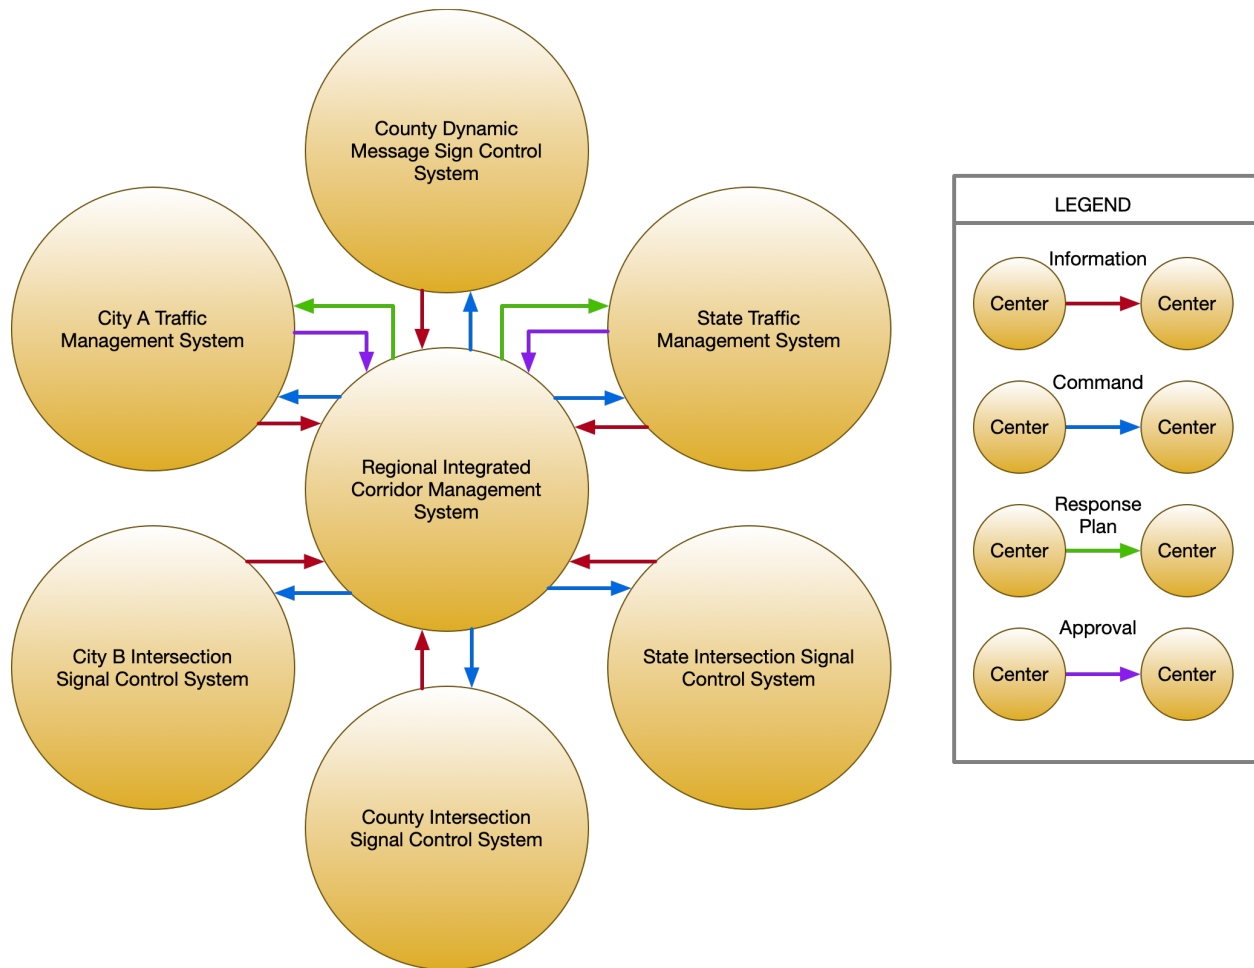 County Dynamic
Message Sign Control
System
City A Traffic
Management System
State Traffic
Management System
Regional Integrated
Corridor Management
System
City B Intersection
Signal Control System
State Intersection Signal
Control System
County Intersection
Signal Control System
LEGEND
Information
Center
Center
Command
Center
Center
Response
Plan
Center
Center
Approval
Center
Center